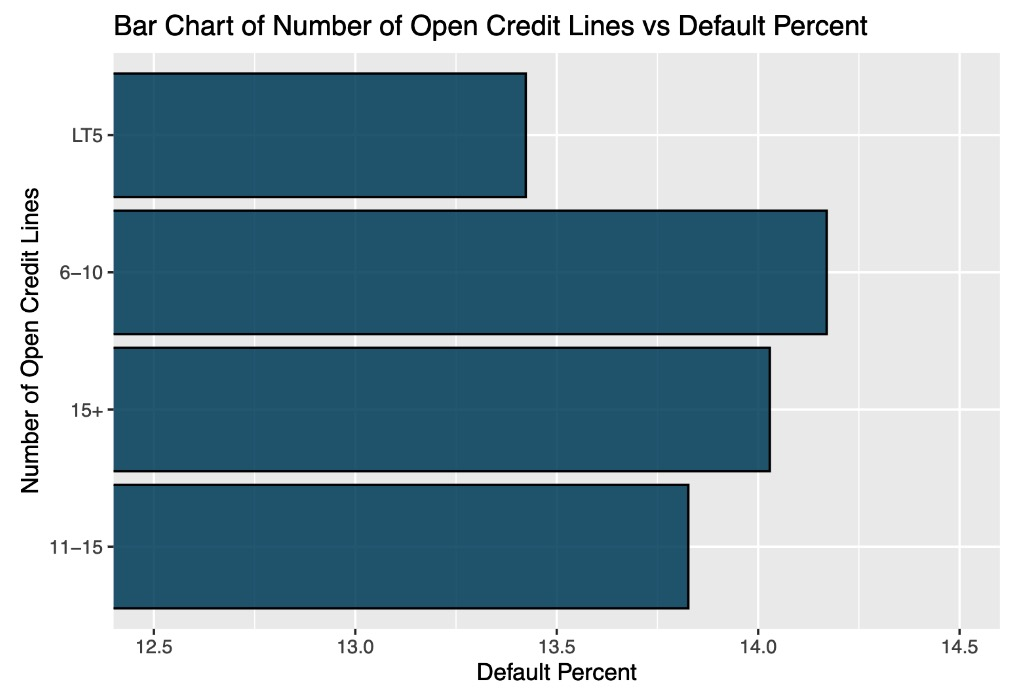 Bar Chart of Number of Open Credit Lines vs Default Percent
Number of Open Credit Lines
LT5
6−10
15+
11−15
12.5 13.0 13.5 14.0 14.5
Default Percent